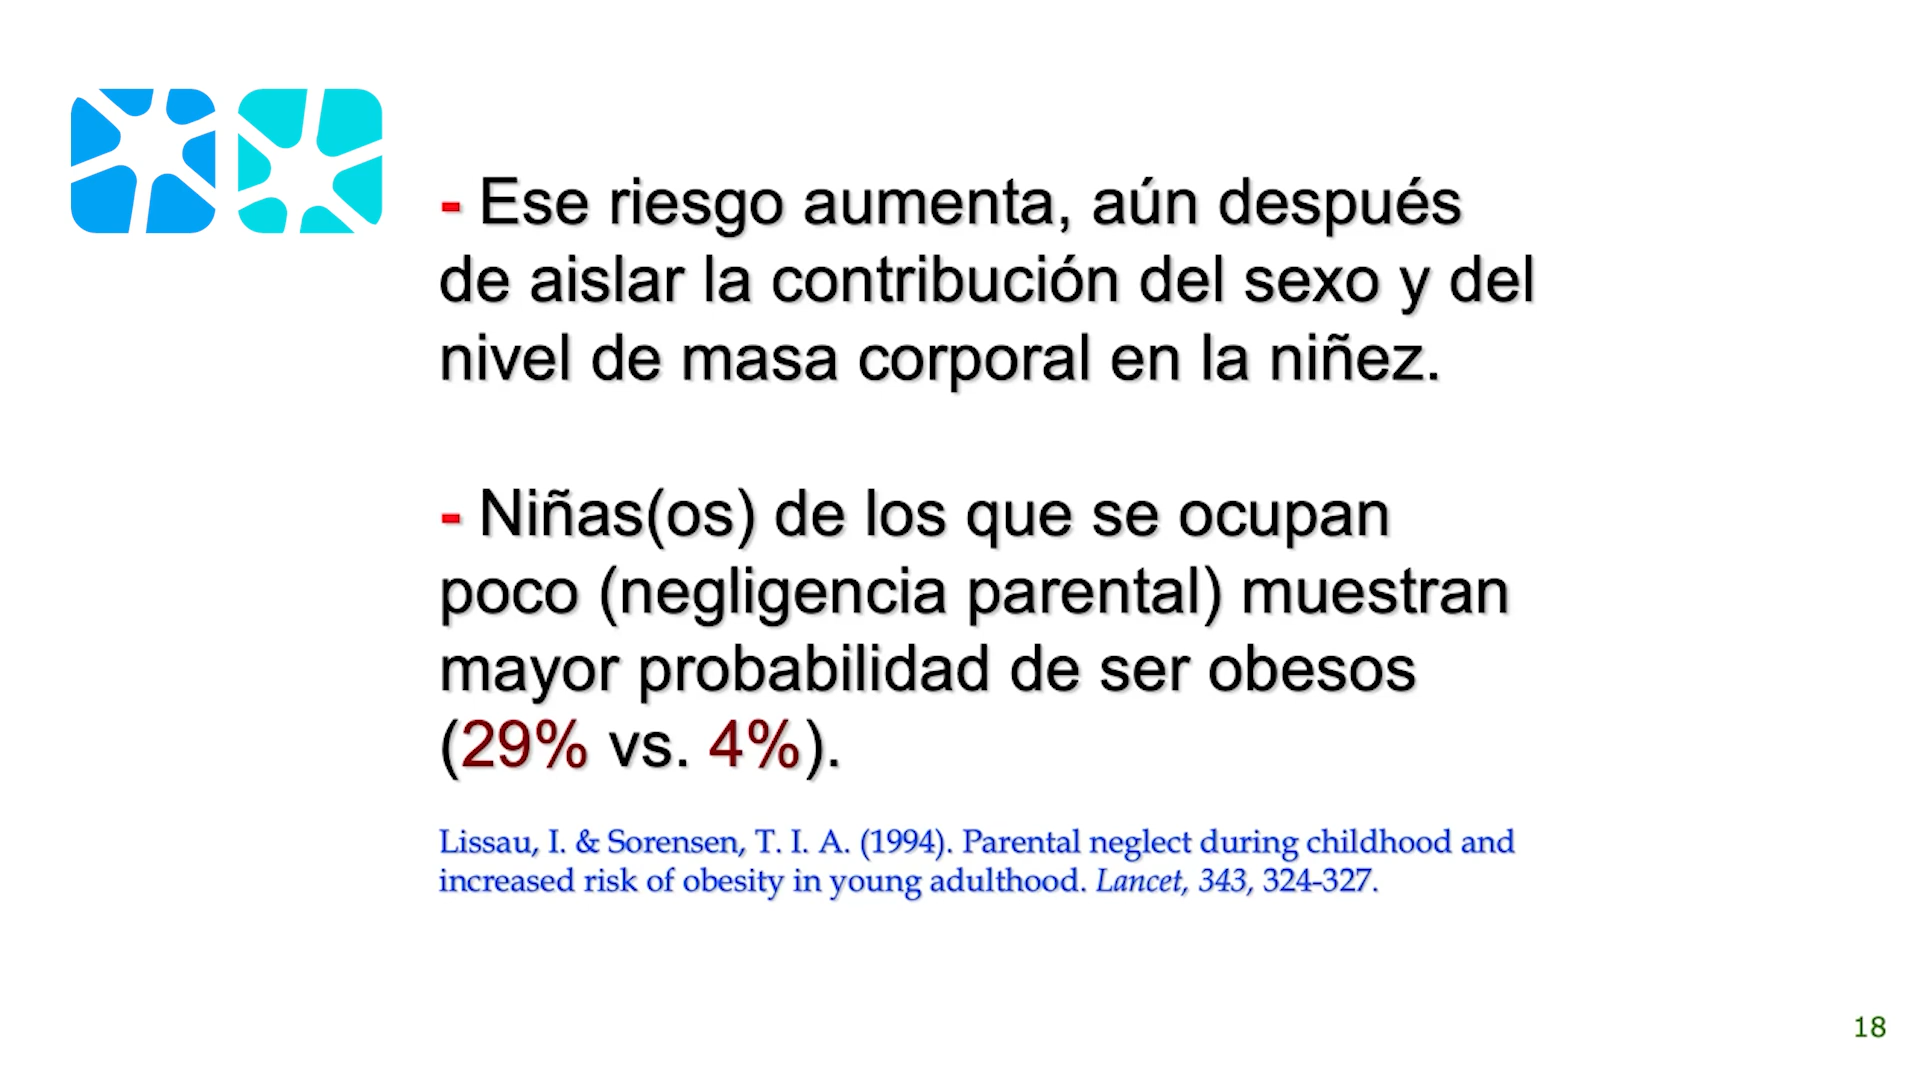 - Ese riesgo aumenta, aún después
de aislar la contribución del sexo y del
nivel de masa corporal en la niñez.
- Niñas(os) de los que se ocupan
poco (negligencia parental) muestran
mayor probabilidad de ser obesos
(29% vs. 4%).
Lissau, I. & Sorensen, T. I. A. (1994). Parental neglect during childhood and
increased risk of obesity in young adulthood. Lancet, 343, 324-327.
18